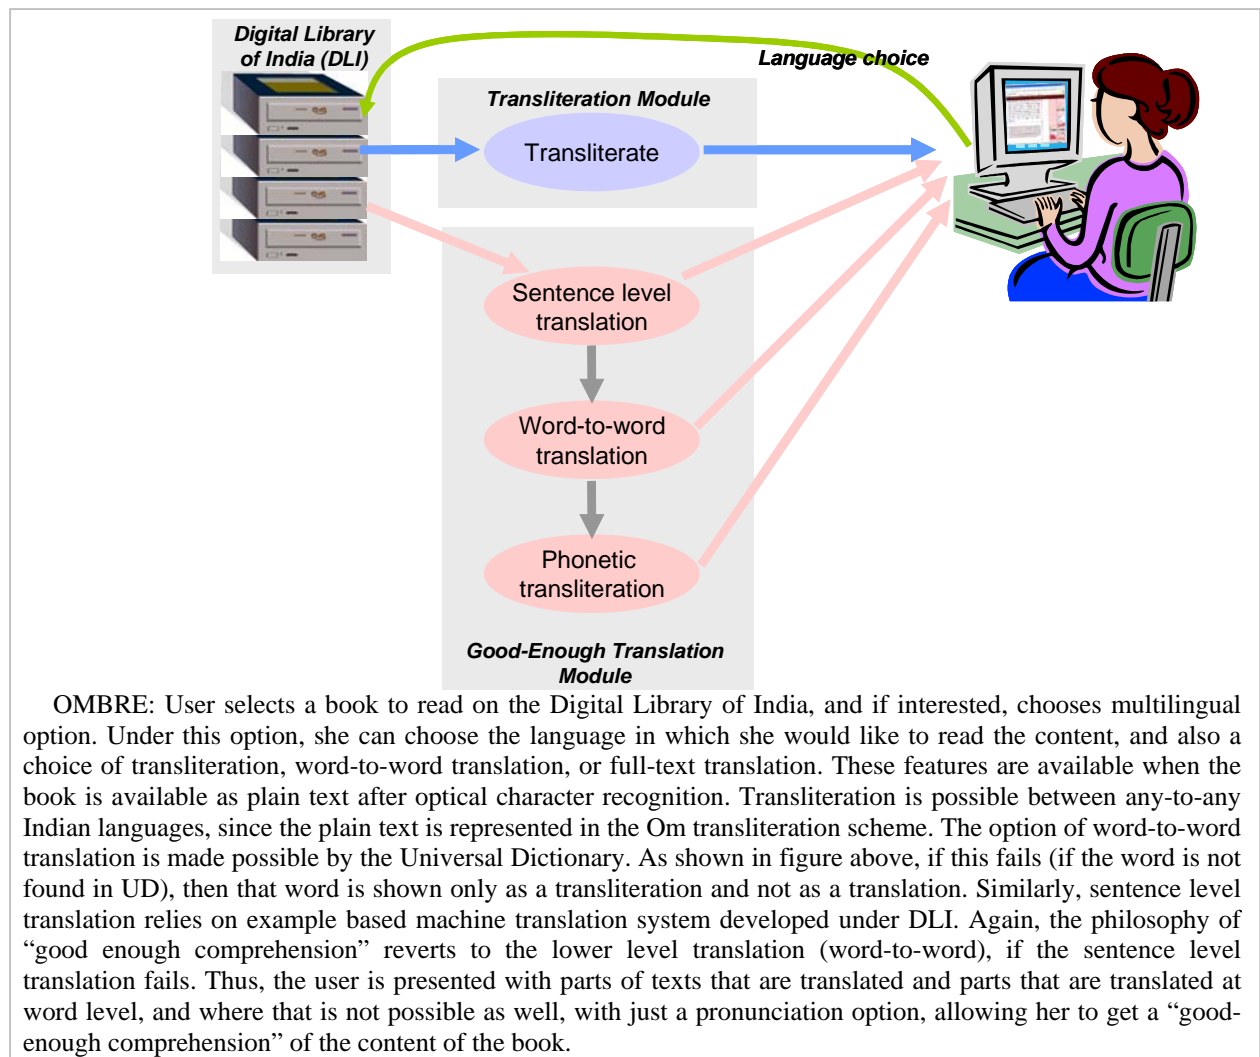 Digital Library
of India (DLI)
Language choice
Transliteration Module
Transliterate
Sentence level
translation
Word-to-word
translation
Phonetic
transliteration
Good-Enough Translation
Module
OMBRE: User selects a book to read on the Digital Library of India, and if interested, chooses multilingual
option. Under this option, she can choose the language in which she would like to read the content, and also a
choice of transliteration, word-to-word translation, or full-text translation. These features are available when the
book is available as plain text after optical character recognition. Transliteration is possible between any-to-any
Indian languages, since the plain text is represented in the Om transliteration scheme. The option of word-to-word
translation is made possible by the Universal Dictionary. As shown in figure above, if this fails (if the word is not
found in UD), then that word is shown only as a transliteration and not as a translation. Similarly, sentence level
translation relies on example based machine translation system developed under DLI. Again, the philosophy of
“good enough comprehension” reverts to the lower level translation (word-to-word), if the sentence level
translation fails. Thus, the user is presented with parts of texts that are translated and parts that are translated at
word level, and where that is not possible as well, with just a pronunciation option, allowing her to get a “good-
enough comprehension” of the content of the book.